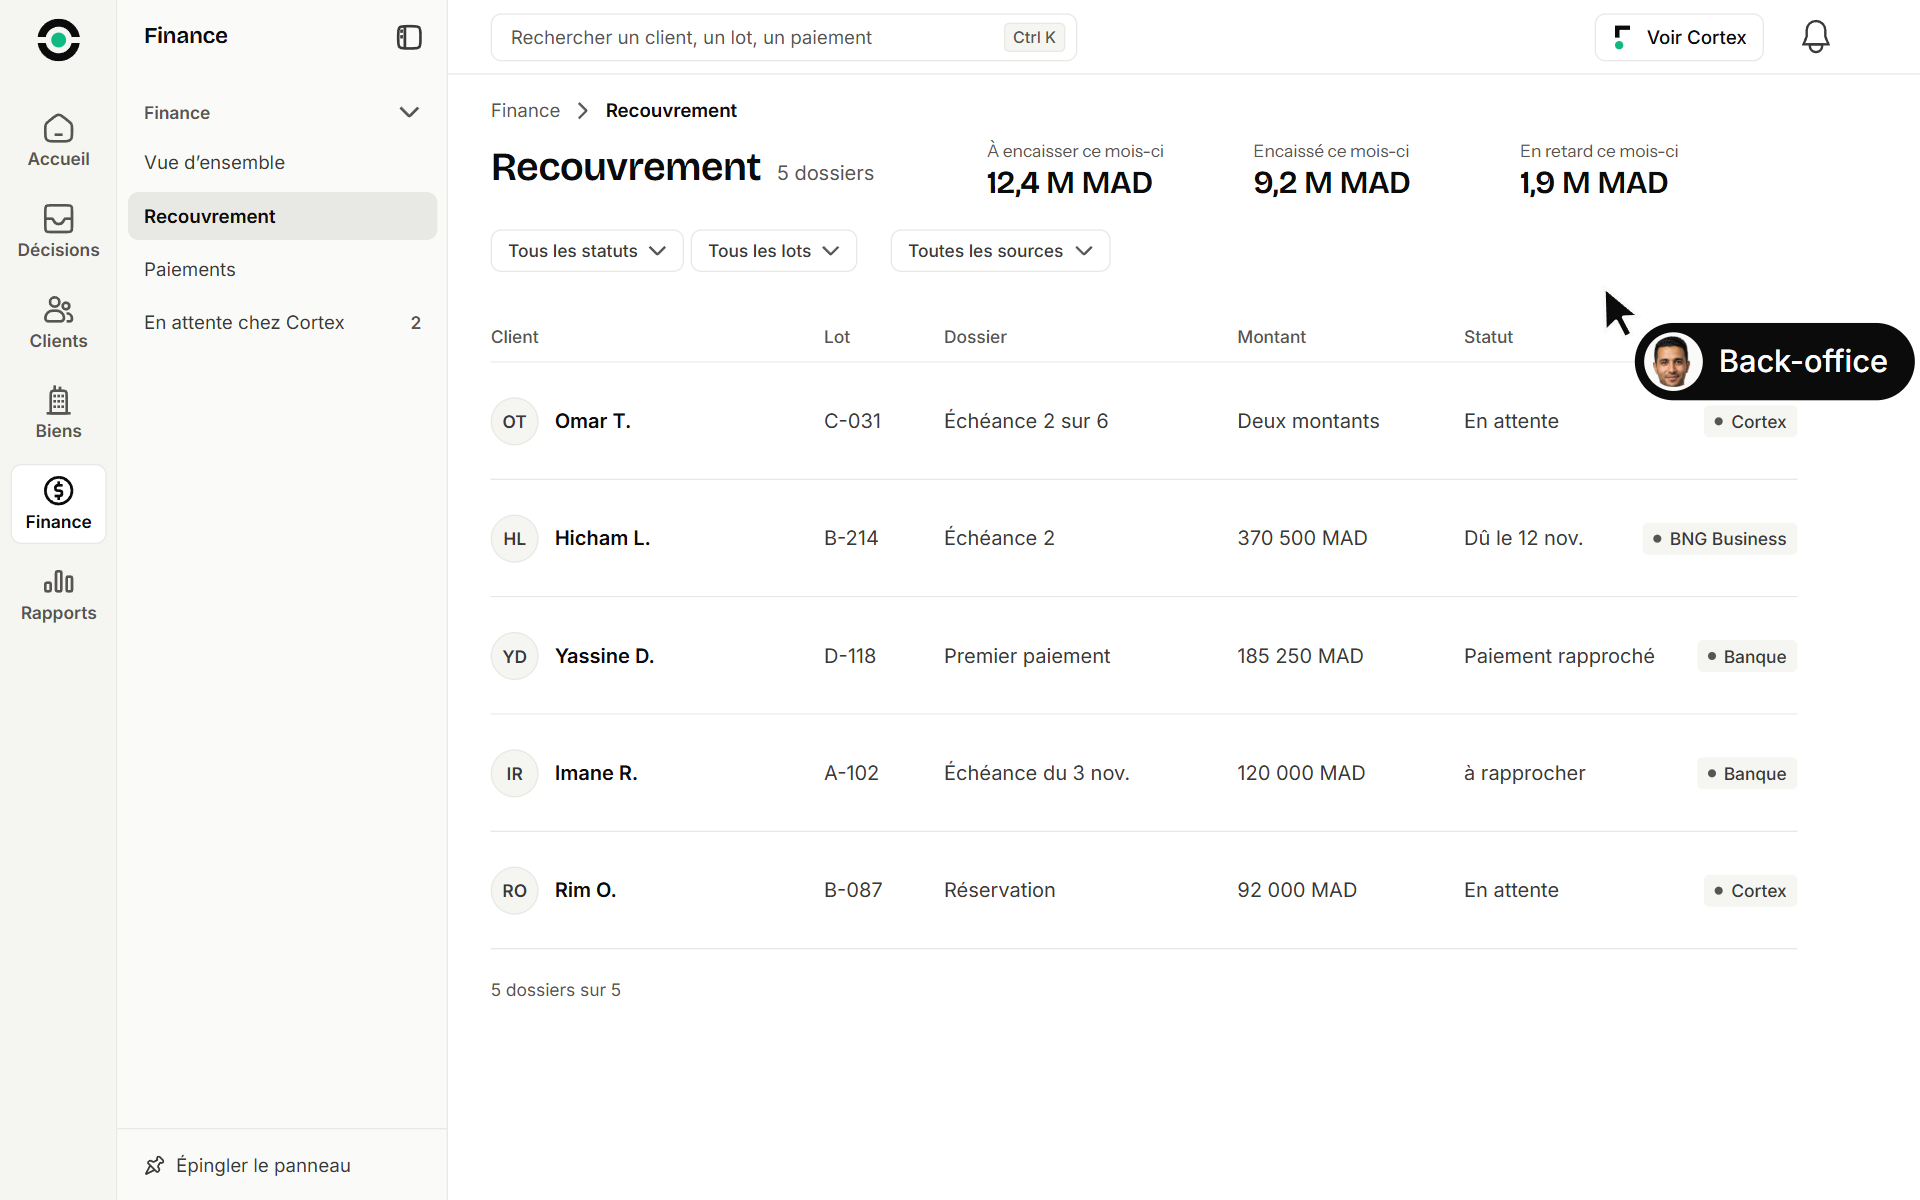 Finance
Accueil
Décisions
Clients
Biens
Finance
Rapports
Finance
Vue d’ensemble
Recouvrement
Paiements
En attente chez Cortex 2
Épingler le panneau
Rechercher un client, un lot, un paiement Ctrl K
Voir Cortex
Finance Recouvrement
Recouvrement 5 dossiers
À encaisser ce mois-ci
12,4 M MAD
Encaissé ce mois-ci
9,2 M MAD
En retard ce mois-ci
1,9 M MAD
Tous les statuts Tous les lots Toutes les sources
Client Lot Dossier Montant Statut
Back-office
OT Omar T. C-031 Échéance 2 sur 6 Deux montants En attente Cortex
HL Hicham L. B-214 Échéance 2 370 500 MAD Dû le 12 nov. BNG Business
YD Yassine D. D-118 Premier paiement 185 250 MAD Paiement rapproché Banque
IR Imane R. A-102 Échéance du 3 nov. 120 000 MAD à rapprocher Banque
RO Rim O. B-087 Réservation 92 000 MAD En attente Cortex
5 dossiers sur 5